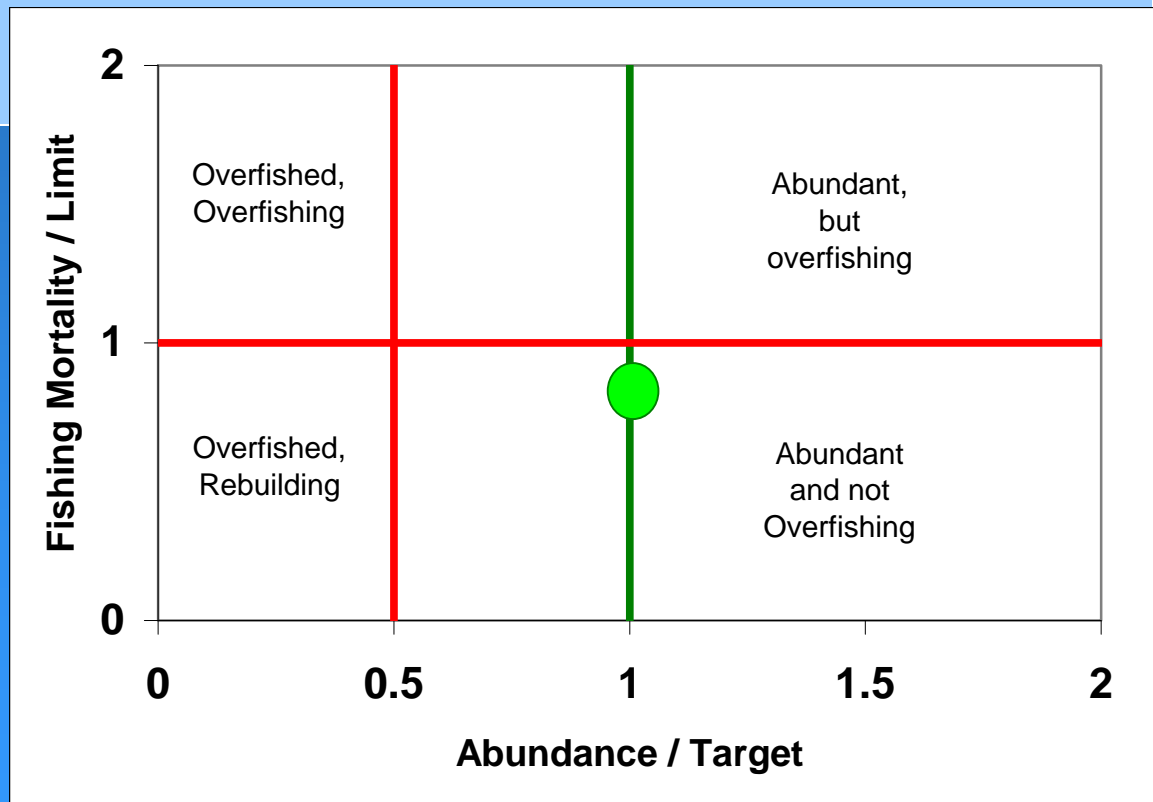 Fishing Mortality / Limit
2
1
0
Overfished,
Overfishing
Abundant,
but
overfishing
Overfished,
Rebuilding
Abundant
and not
Overfishing
0 0.5 1 1.5 2
Abundance / Target